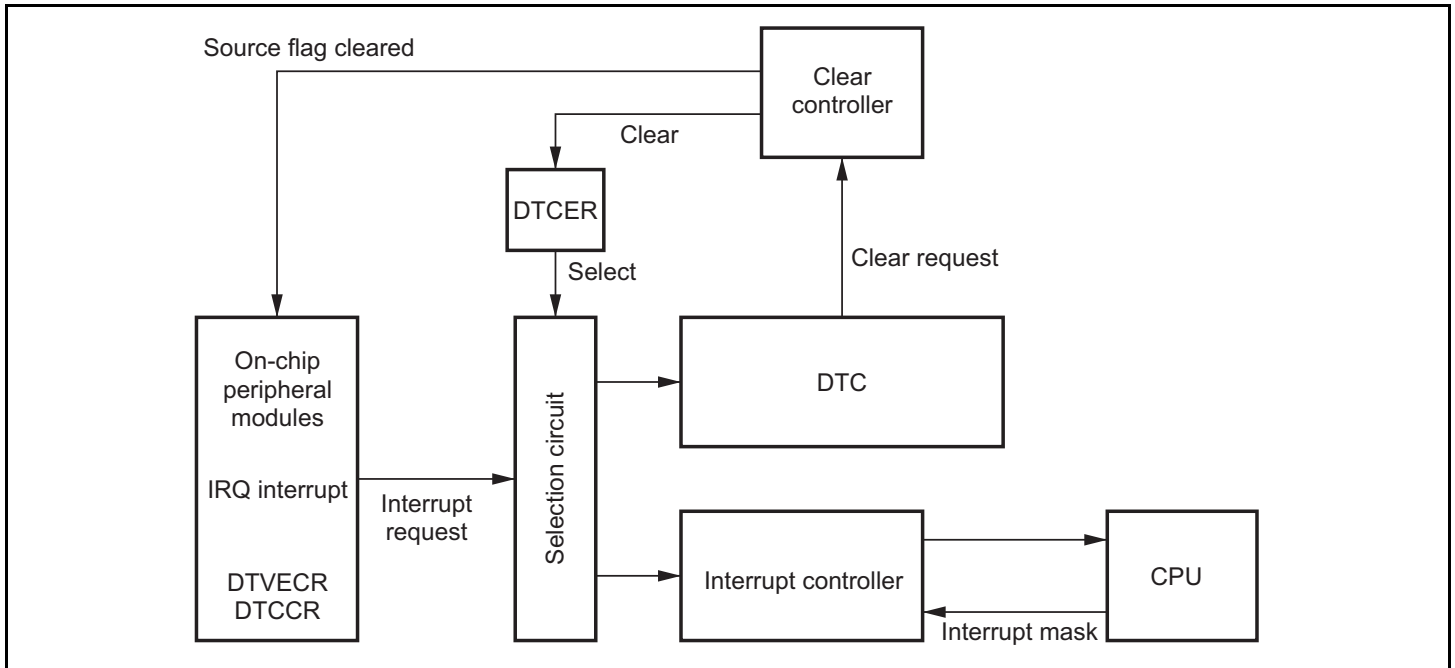 Source flag cleared
Clear
controller
Clear
DTCER
Select
Clear request
On-chip
peripheral
modules
IRQ interrupt
DTVECR
DTCCR
Interrupt
request
Selection circuit
DTC
Interrupt controller
CPU
Interrupt mask